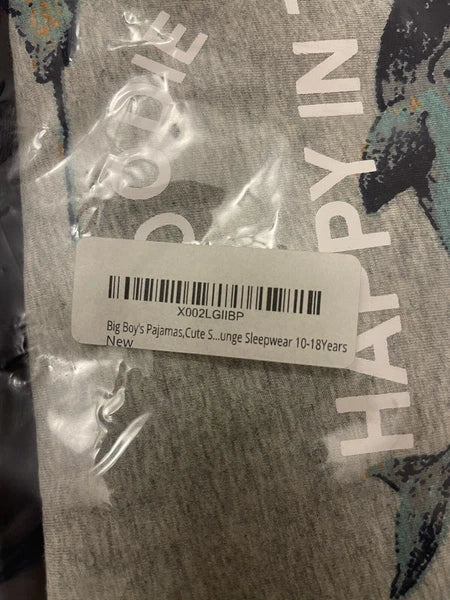 HAPPY IN
X002LGIIBP
Big Boy's Pajamas,Cute S...unge Sleepwear 10-18Years
New